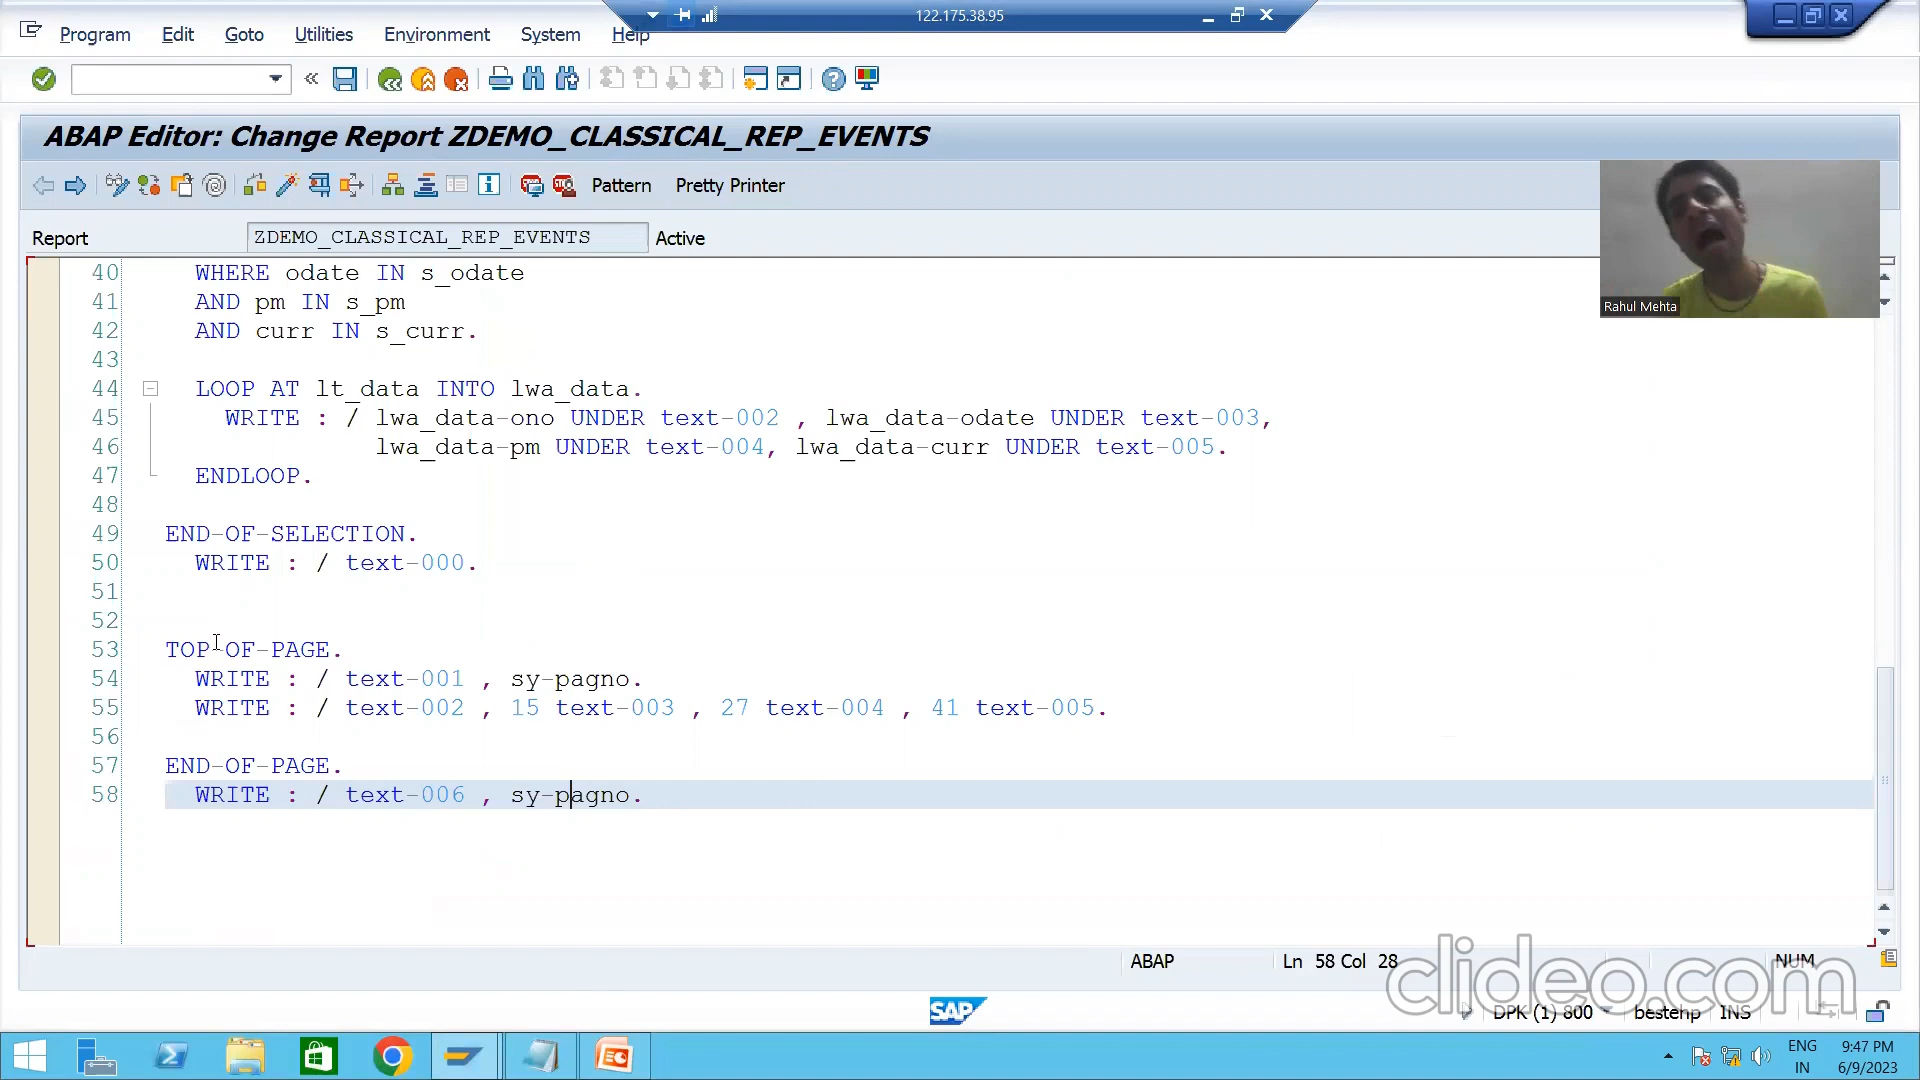 122.175.38.95
Program Edit Goto Utilities Environment System Help
ABAP Editor: Change Report ZDEMO_CLASSICAL_REP_EVENTS
Pattern Pretty Printer
Report ZDEMO_CLASSICAL_REP_EVENTS Active
Rahul Mehta
40 WHERE odate IN s_odate
41 AND pm IN s_pm
42 AND curr IN s_curr.
43
44 LOOP AT lt_data INTO lwa_data.
45 WRITE : / lwa_data-ono UNDER text-002 , lwa_data-odate UNDER text-003,
46 lwa_data-pm UNDER text-004, lwa_data-curr UNDER text-005.
47 ENDLOOP.
48
49 END-OF-SELECTION.
50 WRITE : / text-000.
51
52
53 TOP-OF-PAGE.
54 WRITE : / text-001 , sy-pagno.
55 WRITE : / text-002 , 15 text-003 , 27 text-004 , 41 text-005.
56
57 END-OF-PAGE.
58 WRITE : / text-006 , sy-pagno.
ABAP Ln 58 Col 28 NUM
clideo.com
SAP DPK (1) 800 bestehp INS
ENG 9:47 PM
IN 6/9/2023